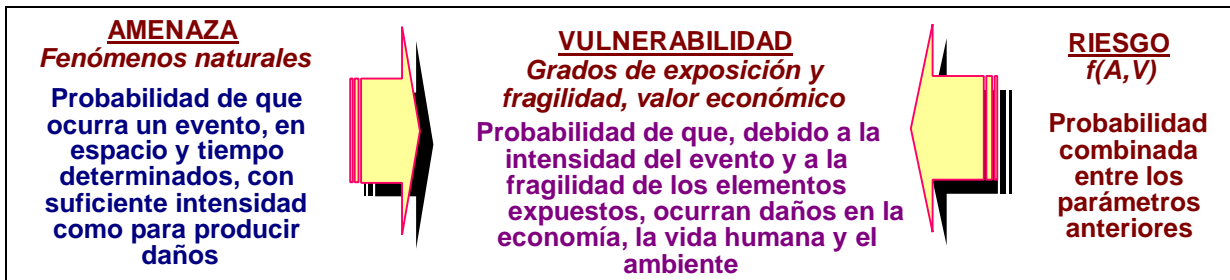 AMENAZA
Fenómenos naturales
Probabilidad de que
ocurra un evento, en
espacio y tiempo
determinados, con
suficiente intensidad
como para producir
daños
VULNERABILIDAD
Grados de exposición y
fragilidad, valor económico
Probabilidad de que, debido a la
intensidad del evento y a la
fragilidad de los elementos
expuestos, ocurran daños en la
economía, la vida humana y el
ambiente
RIESGO
f(A,V)
Probabilidad
combinada
entre los
parámetros
anteriores